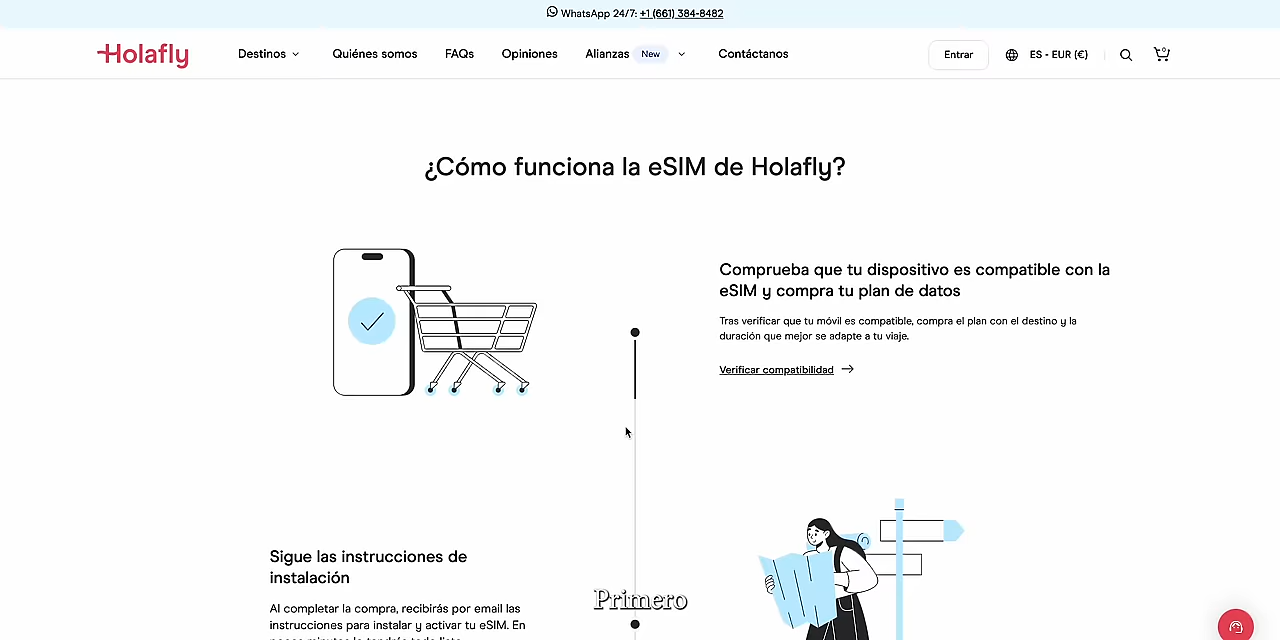 WhatsApp 24/7: +1 (661) 384-8482
Holafly
Destinos
Quiénes somos
FAQs
Opiniones
Alianzas New
Contáctanos
Entrar
ES - EUR (€)
0
¿Cómo funciona la eSIM de Holafly?
Comprueba que tu dispositivo es compatible con la
eSIM y compra tu plan de datos
Tras verificar que tu móvil es compatible, compra el plan con el destino y la
duración que mejor se adapte a tu viaje.
Verificar compatibilidad
Sigue las instrucciones de
instalación
Al completar la compra, recibirás por email las
instrucciones para instalar y activar tu eSIM. En
Primero